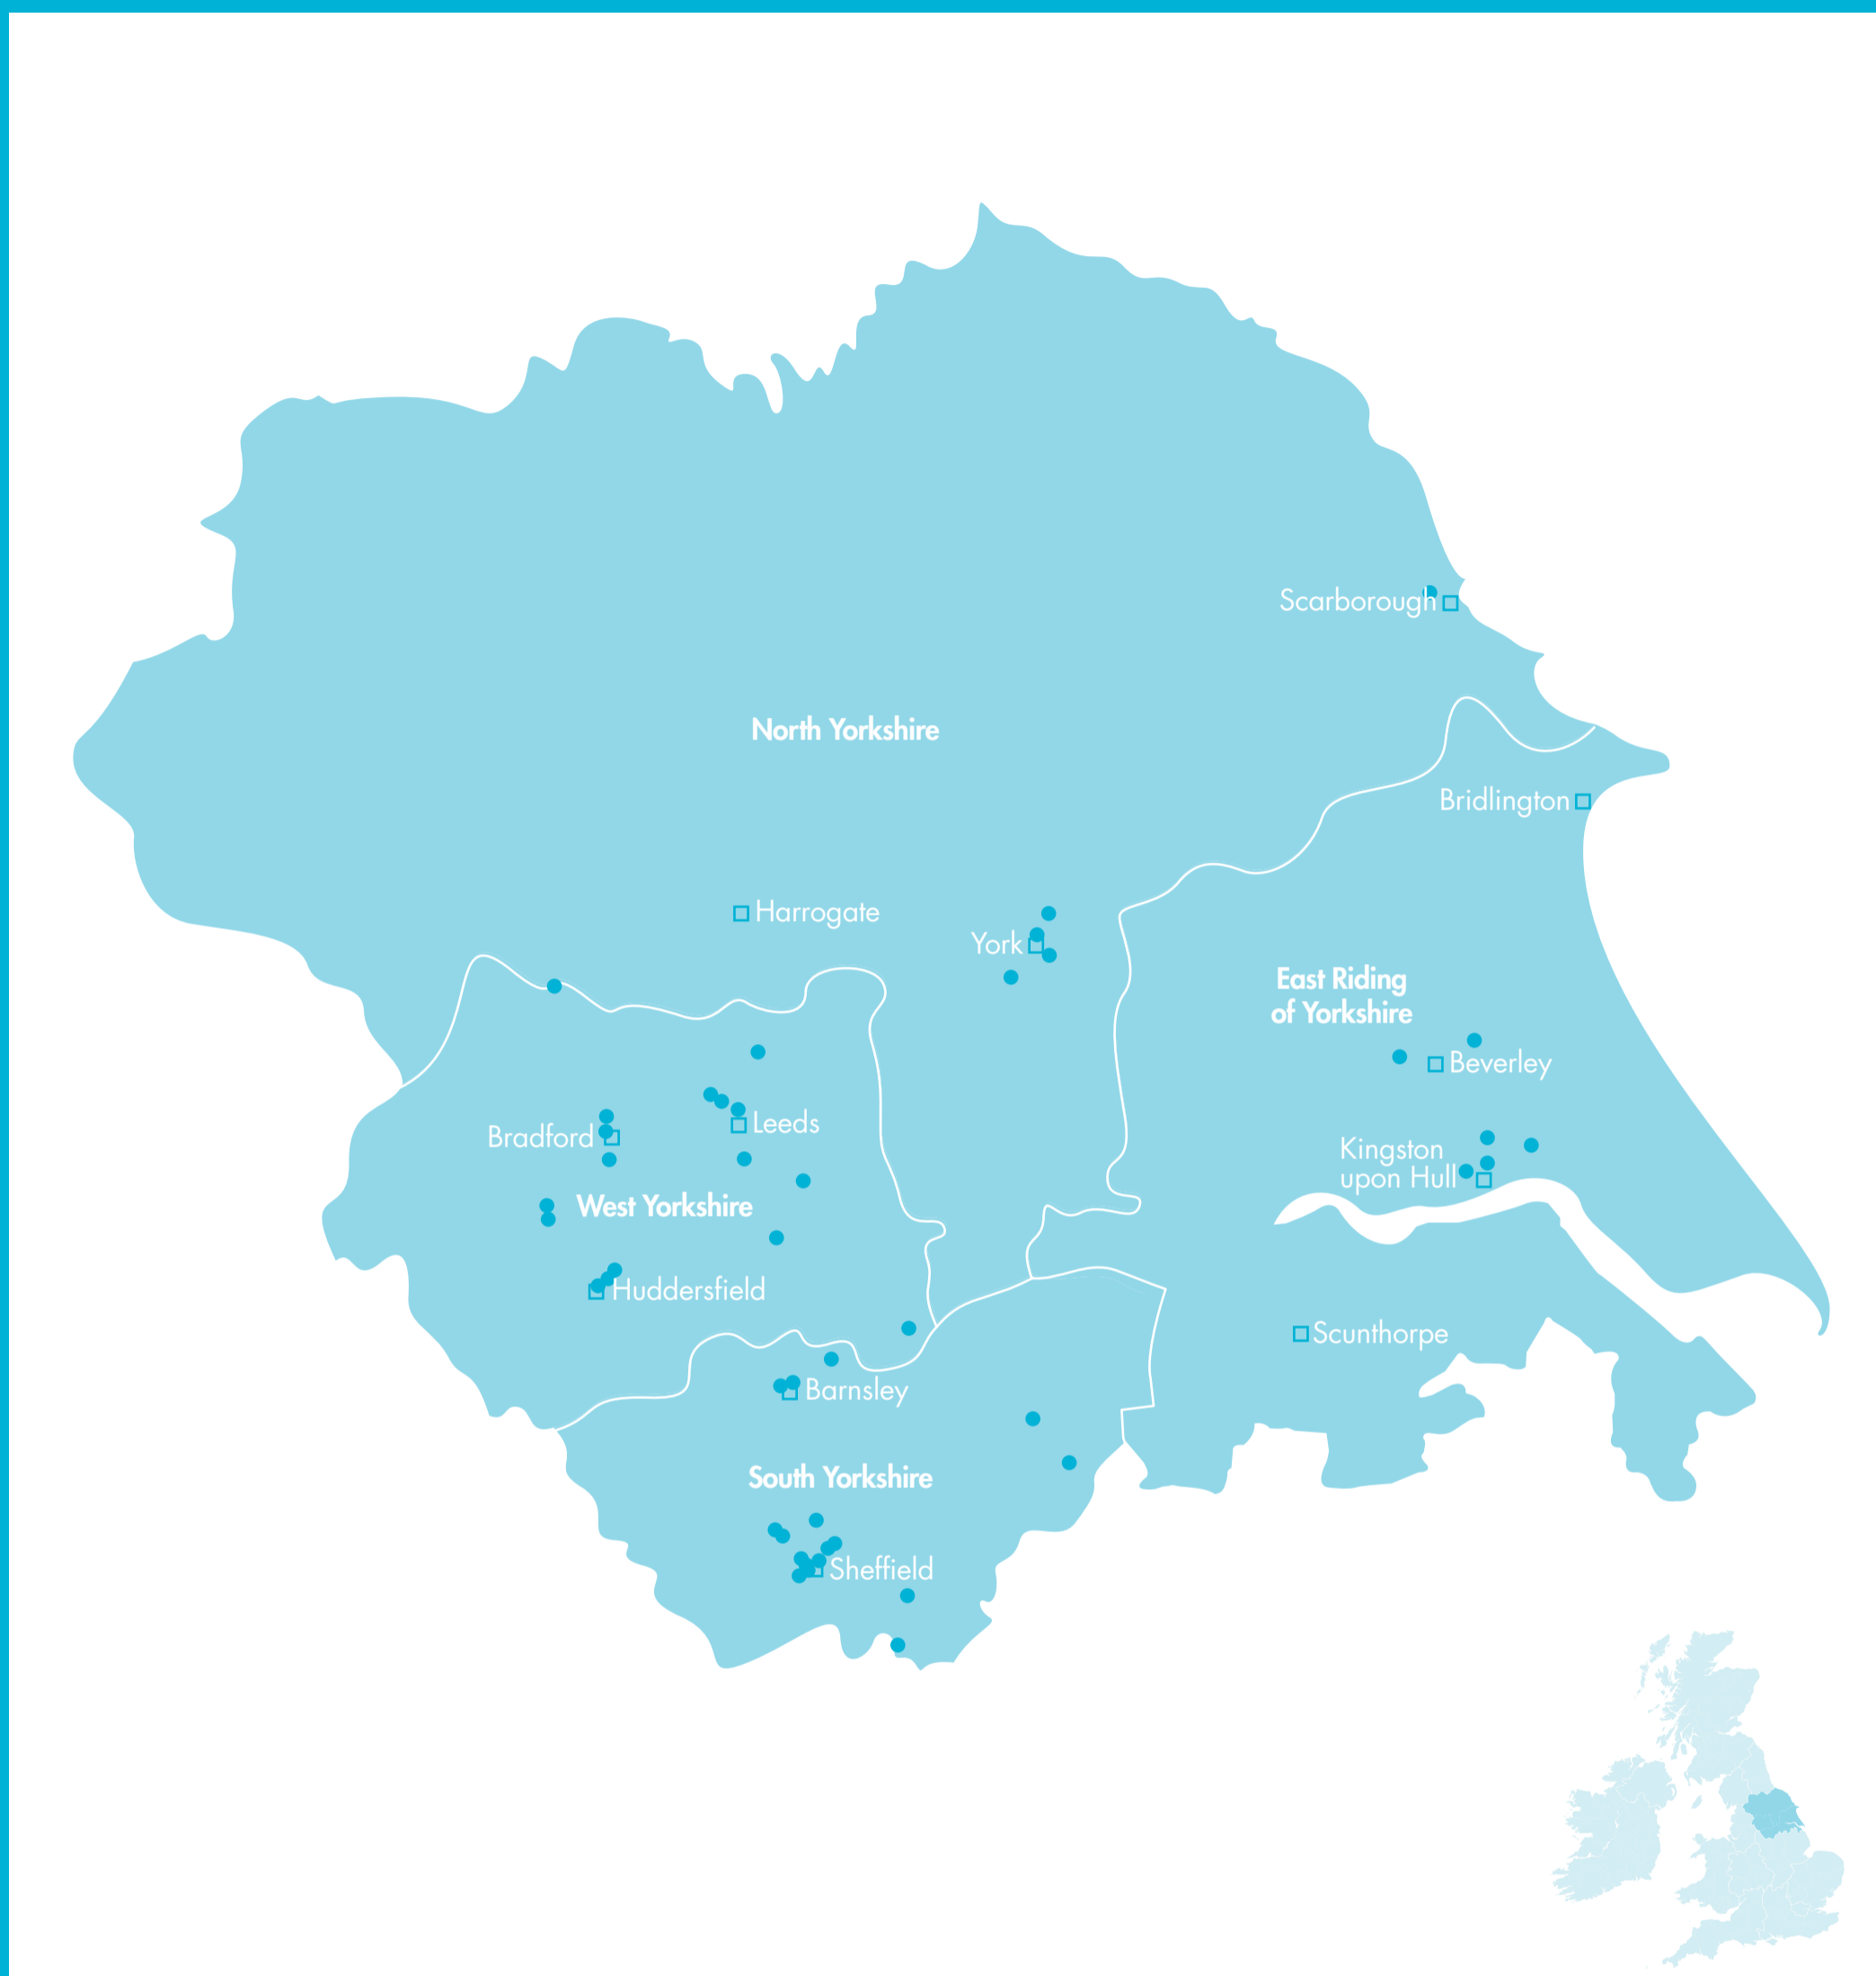 Scarborough
North Yorkshire
Bridlington
Harrogate
York
East Riding
of Yorkshire
Beverley
Leeds
Bradford
Kingston
upon Hull
West Yorkshire
Huddersfield
Scunthorpe
Barnsley
South Yorkshire
Sheffield